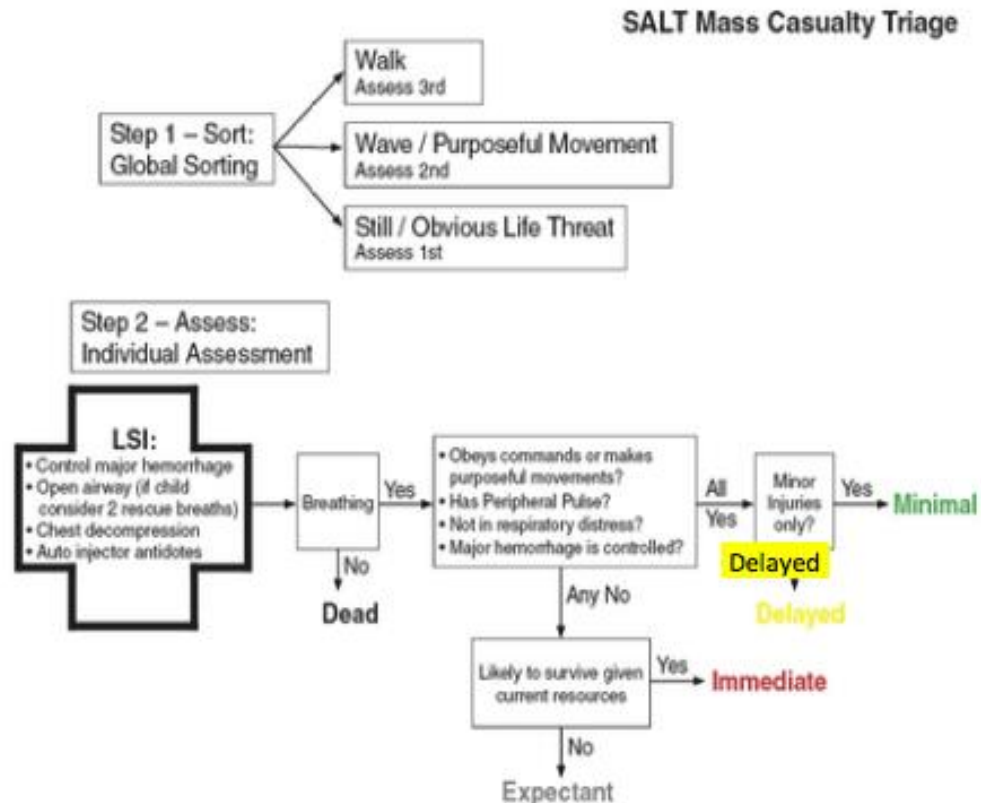 SALT Mass Casualty Triage
Walk
Assess 3rd
Step 1 – Sort:
Global Sorting
Wave / Purposeful Movement
Assess 2nd
Still / Obvious Life Threat
Assess 1st
Step 2 – Assess:
Individual Assessment
LSI:
• Control major hemorrhage
• Open airway (if child
consider 2 rescue breaths)
• Chest decompression
• Auto injector antidotes
Breathing
Yes
No
Dead
• Obeys commands or makes
purposeful movements?
• Has Peripheral Pulse?
• Not in respiratory distress?
• Major hemorrhage is controlled?
All
Yes
Minor
Injuries
only?
Yes
Minimal
Delayed
Delayed
Any No
Likely to survive given
current resources
Yes
Immediate
No
Expectant